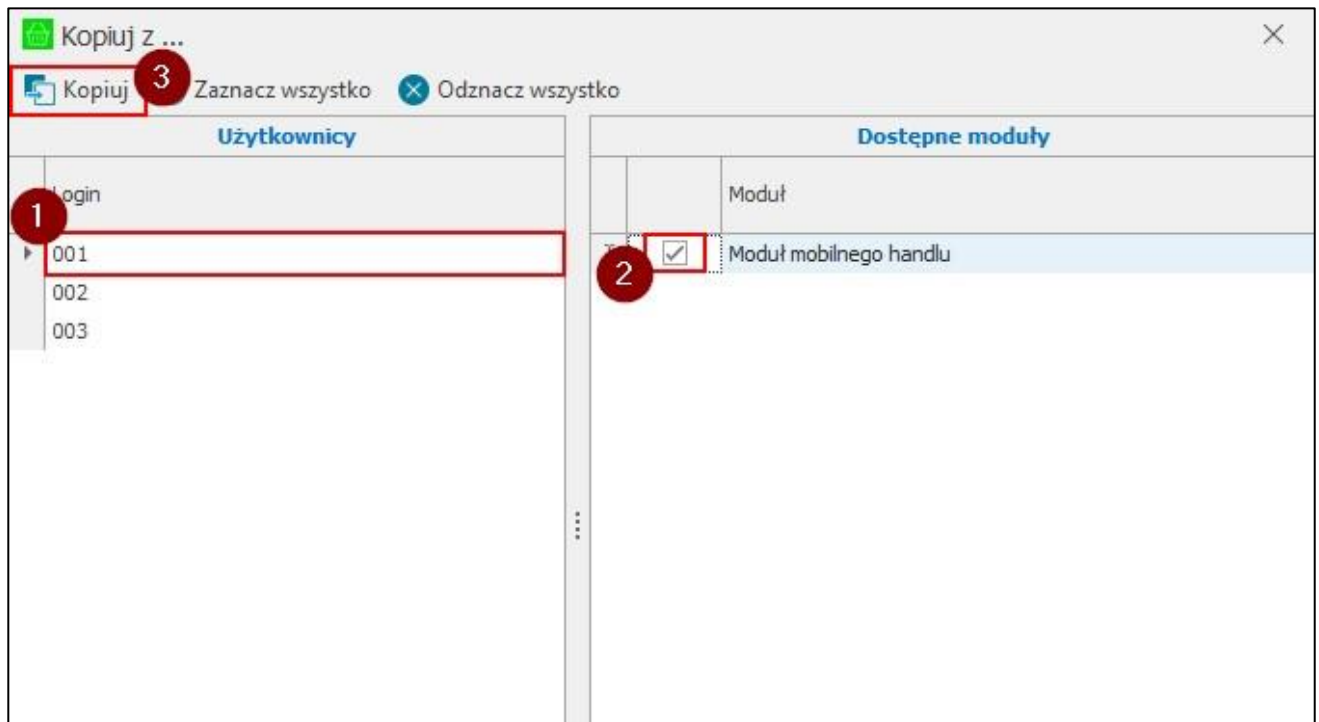 Kopiuj z ...
Kopiuj 3 Zaznacz wszystko Odznacz wszystko
Użytkownicy
Dostępne moduły
Login
Moduł
1
001
Moduł mobilnego handlu
2
002
003